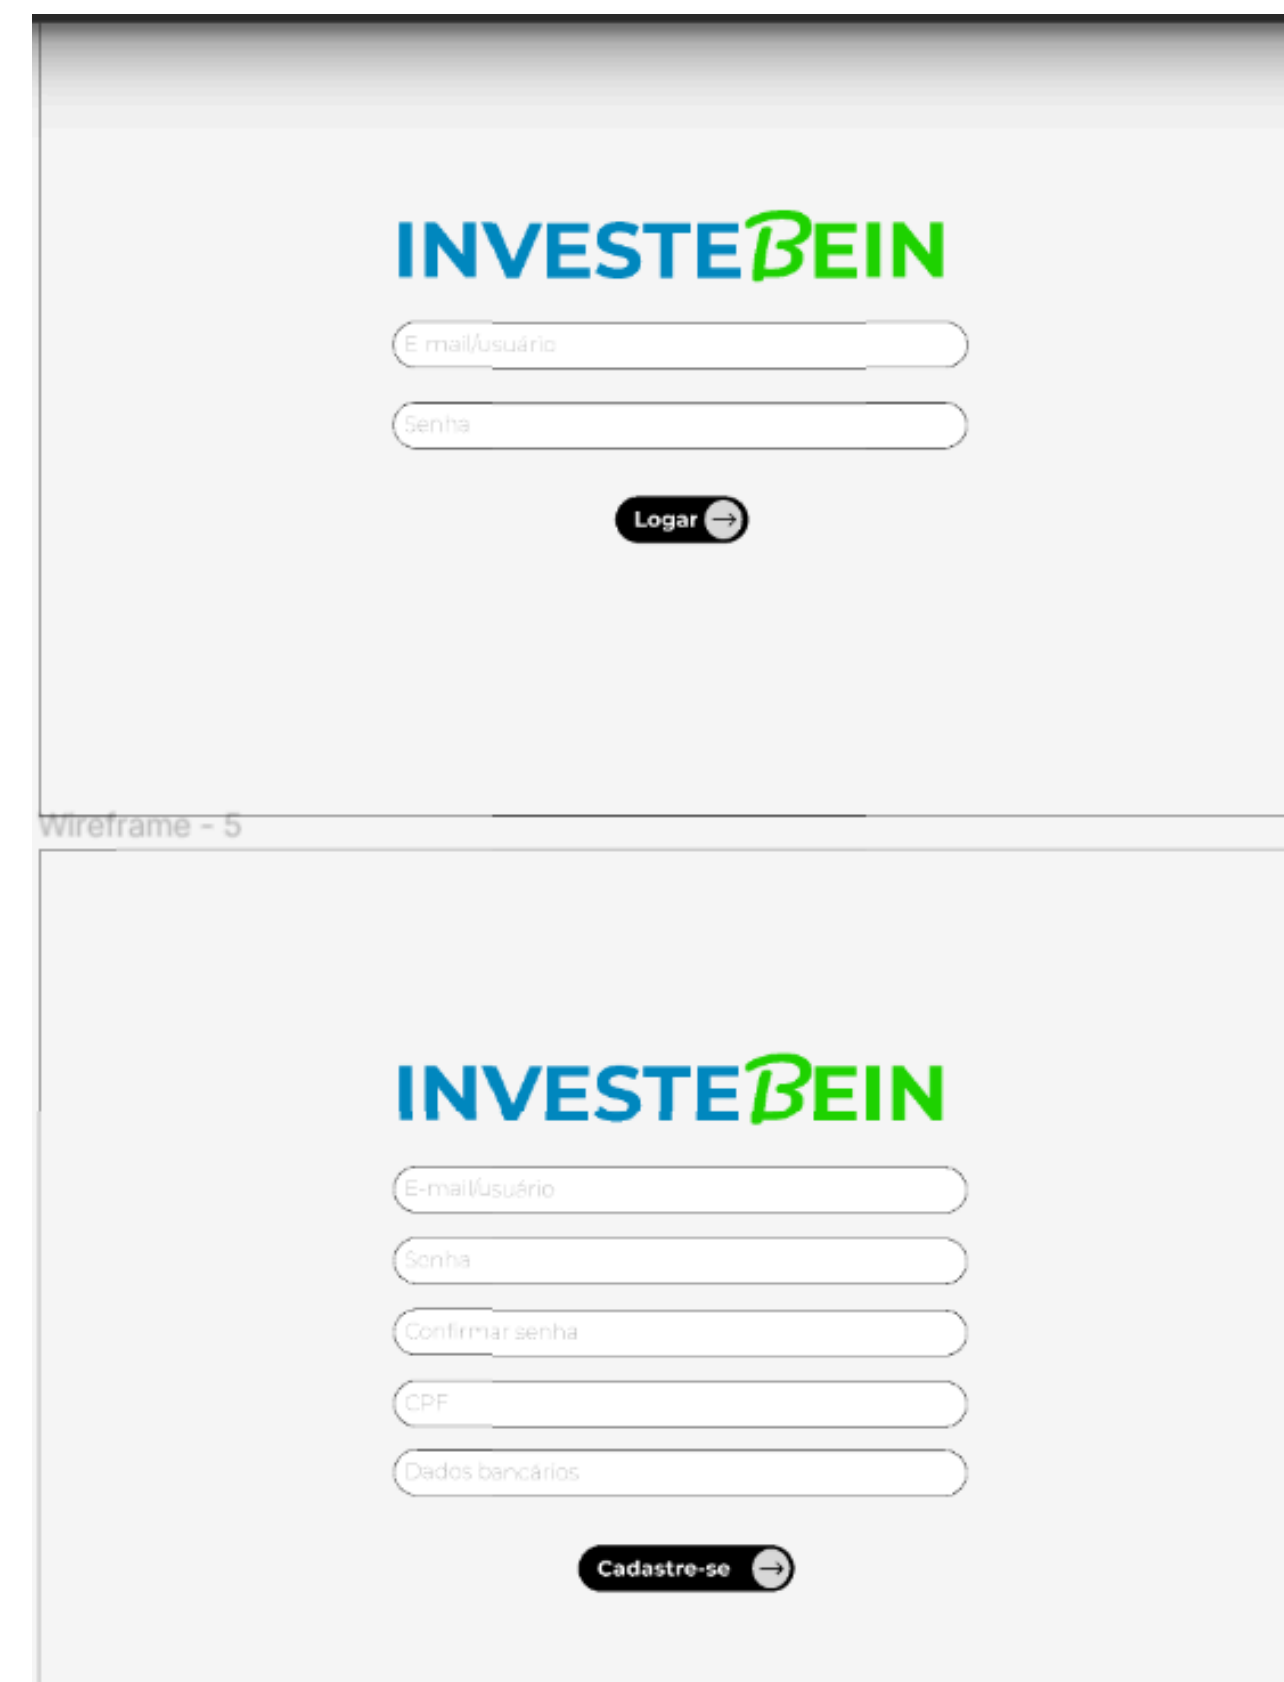 INVESTEBEIN
E-mail/usuário
Senha
Logar
Wireframe - 5
INVESTEBEIN
E-mail/usuário
Senha
Confirmar senha
CPF
Dados bancários
Cadastre-se